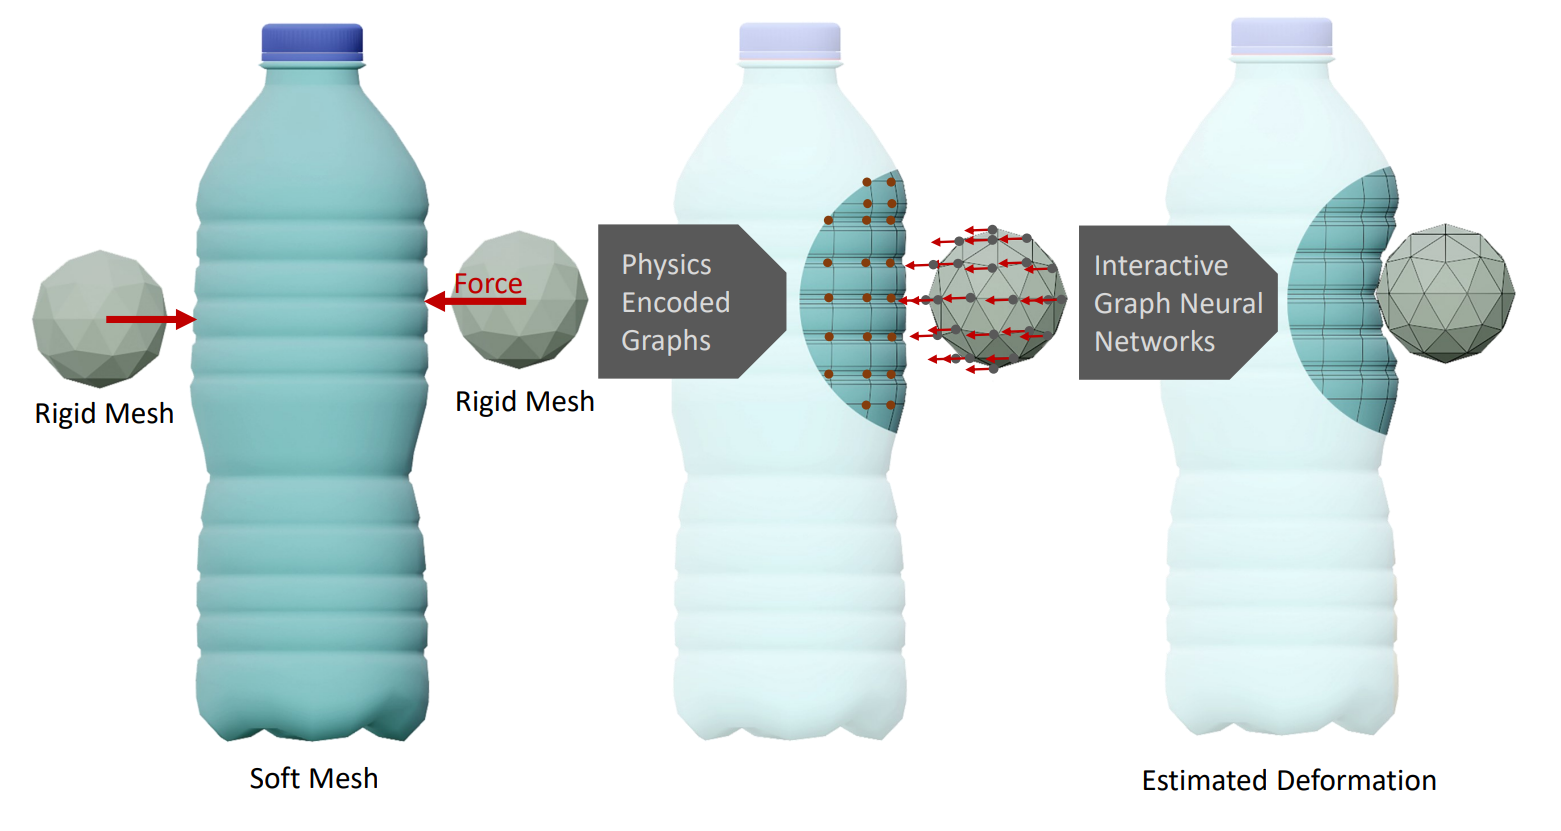 Force
Rigid Mesh
Rigid Mesh
Soft Mesh
Physics
Encoded
Graphs
Interactive
Graph Neural
Networks
Estimated Deformation